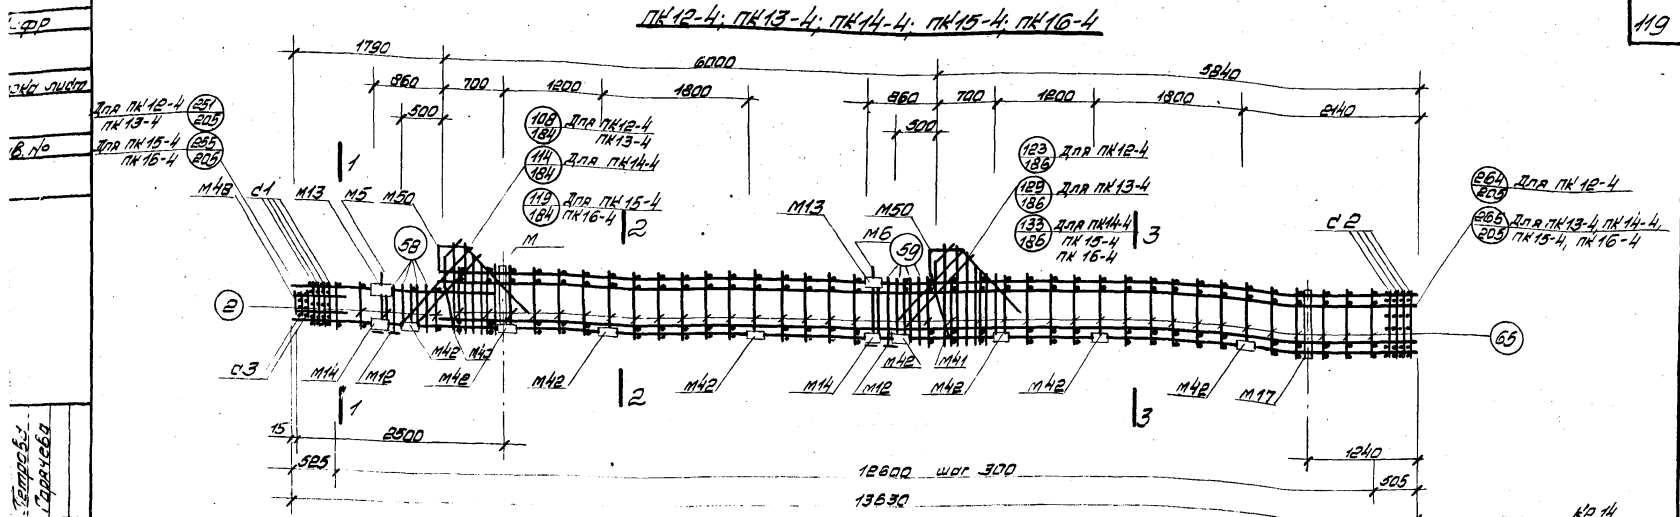 ПК12-4; ПК13-4; ПК14-4; ПК15-4; ПК16-4
119
1790
6000
5840
860
700
1200
1800
860
700
1200
1800
2140
500
500
Для ПК12-4
ПК13-4
251
205
Для ПК15-4
ПК16-4
255
205
108
184
Для ПК12-4
ПК13-4
114
184
Для ПК14-4
119
184
Для ПК15-4
ПК16-4
123
186
Для ПК12-4
129
186
Для ПК13-4
133
186
Для ПК14-4
ПК15-4
ПК16-4
264
205
Для ПК12-4
265
205
Для ПК13-4, ПК14-4,
ПК15-4, ПК16-4
В. №
1
2
3
М48
С1
М13
М5
М50
М
М13
М50
М6
С2
58
59
2
65
С3
М14
М12
М42
М42
М42
М42
М14
М12
М42
М41
М42
М42
М42
М17
1
2
3
15
2500
525
12600 шаг 300
1240
505
13630
КР14
Петровы
Горячева